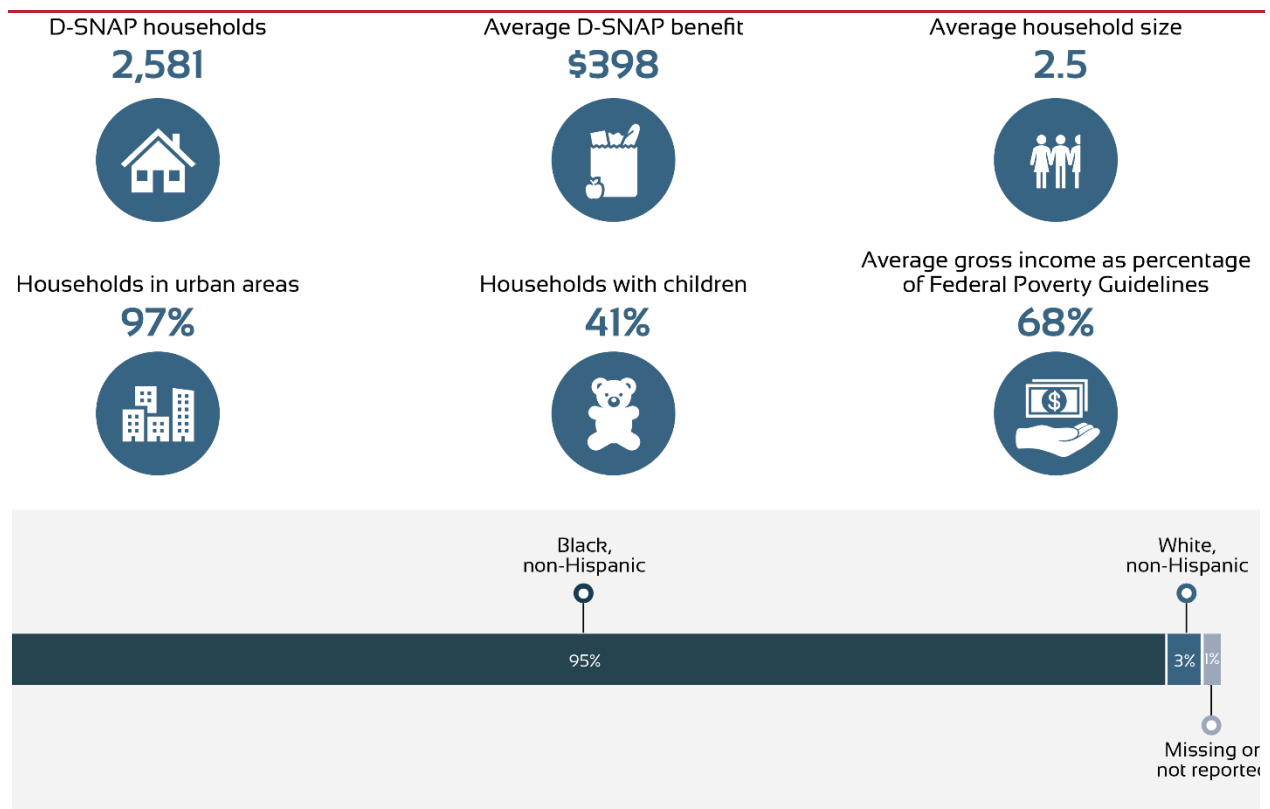 D-SNAP households
2,581
Average D-SNAP benefit
$398
Average household size
2.5
Households in urban areas
97%
Households with children
41%
Average gross income as percentage
of Federal Poverty Guidelines
68%
$
Black,
non-Hispanic
White,
non-Hispanic
95%
3%
1%
Missing or
not reported